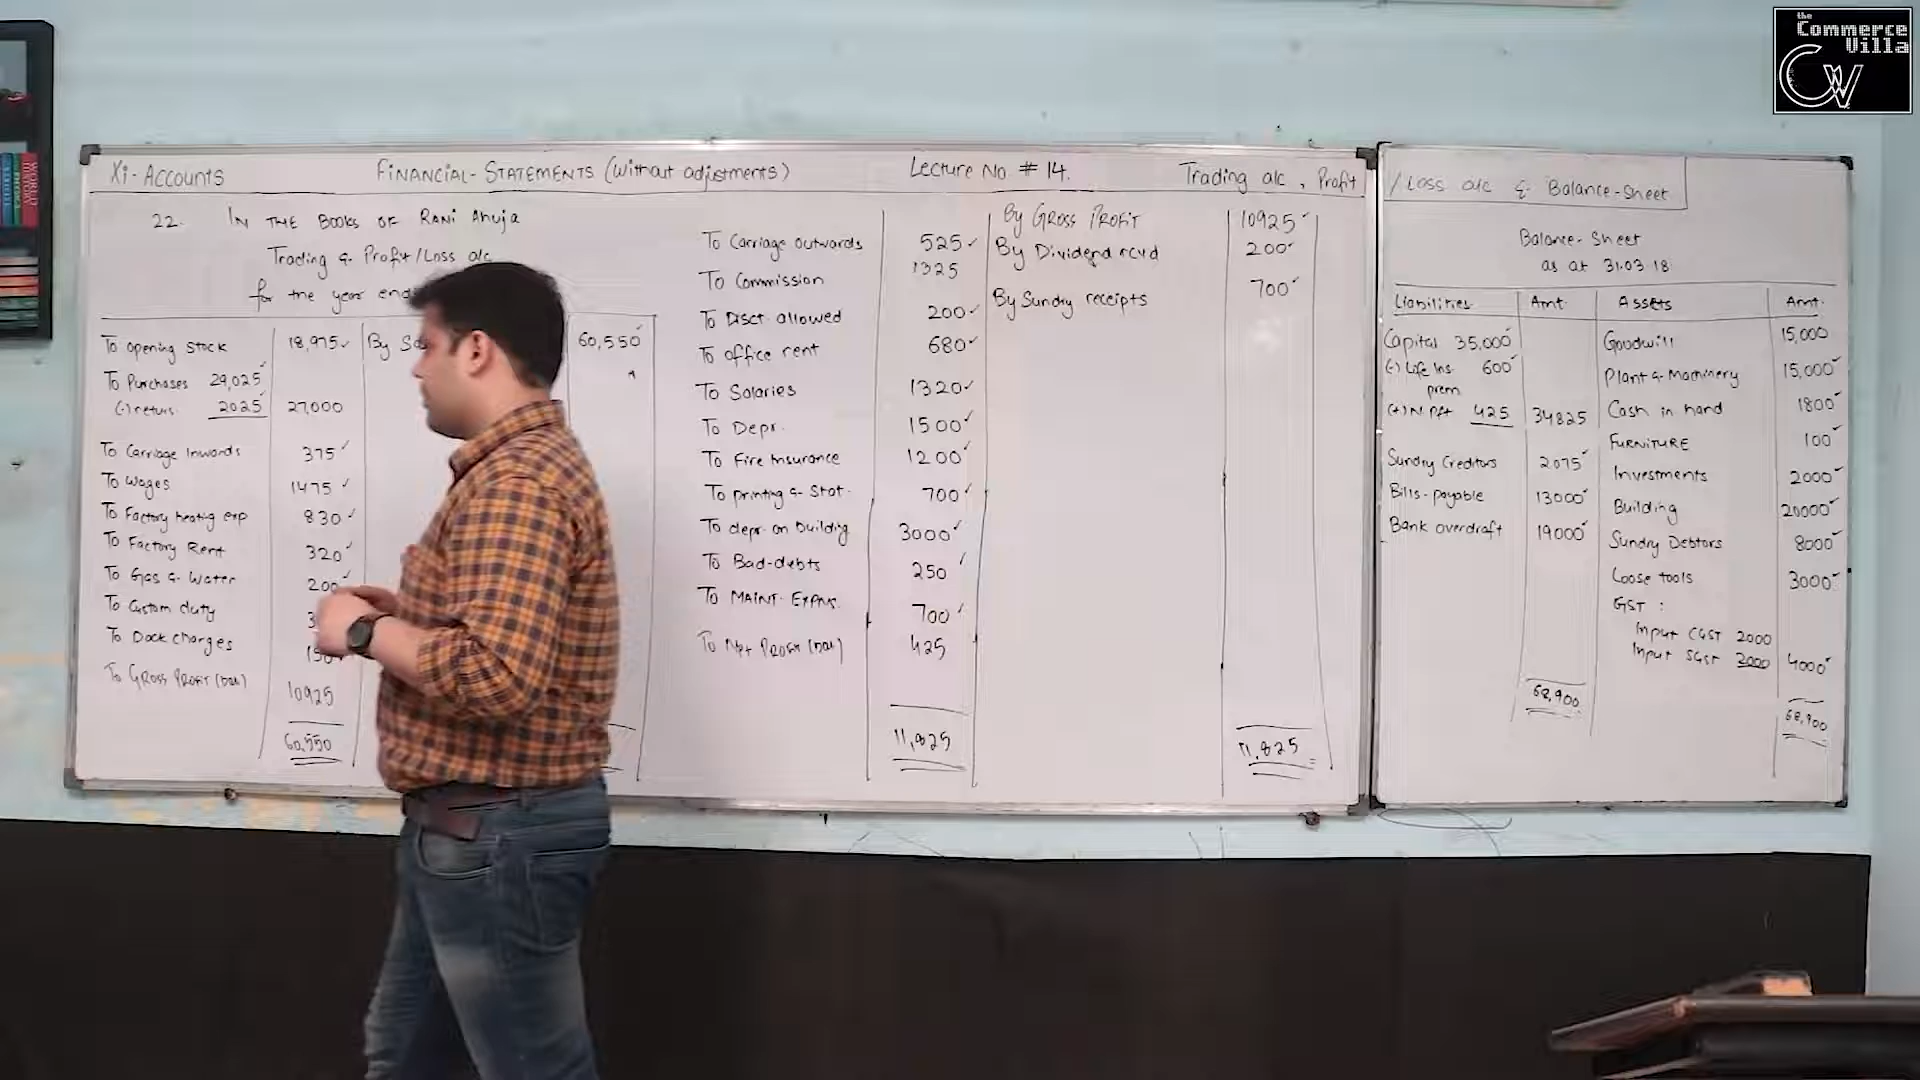 the
Commerce
Villa
CV
Xi-Accounts
FINANCIAL-STATEMENTS (without adjustments)
Lecture No. # 14.
Trading a/c, Profit
/Loss a/c & Balance-Sheet
22. IN THE BOOKS OF RANI Ahuja
Trading & Profit/Loss a/c
for the year
To opening stock 18,975 By 60,550
To Purchases 29,025
(-) returs. 2025 27,000
To Carriage Inwards 375
To Wages 1475
To Factory heating exp 830
To Factory Rent 320
To Gas & Water 200
To Custom duty
To Dock charges
To GROSS PROFIT (bal) 10925
60,550
By GROSS PROFIT 10925
To Carriage outwards 525 By Dividend rcvd 200
To Commission 1325
By Sundry receipts 700
To Disct. allowed 200
To office rent 680
To Salaries 1320
To Depr. 1500
To Fire Insurance 1200
To printing & Stat. 700
To depr. on building 3000
To Bad-debts 250
To MAINT. EXPNS. 700
To Net Profit (bal) 425
11,825 11,825
Balance-Sheet
as at 31.03.18
Liabilities Amt. Assets Amt.
Capital 35,000 Goodwill 15,000
(-) Life Ins. prem 600 Plant & Machinery 15,000
(+) N. Pft 425 34825 Cash in hand 1800
FURNITURE 100
Sundry Creditors 2075 Investments 2000
Bills-payable 13000 Building 20000
Bank overdraft 19000 Sundry Debtors 8000
Loose tools 3000
GST :
Input CGST 2000
Input SGST 2000 4000
68,900 68,900